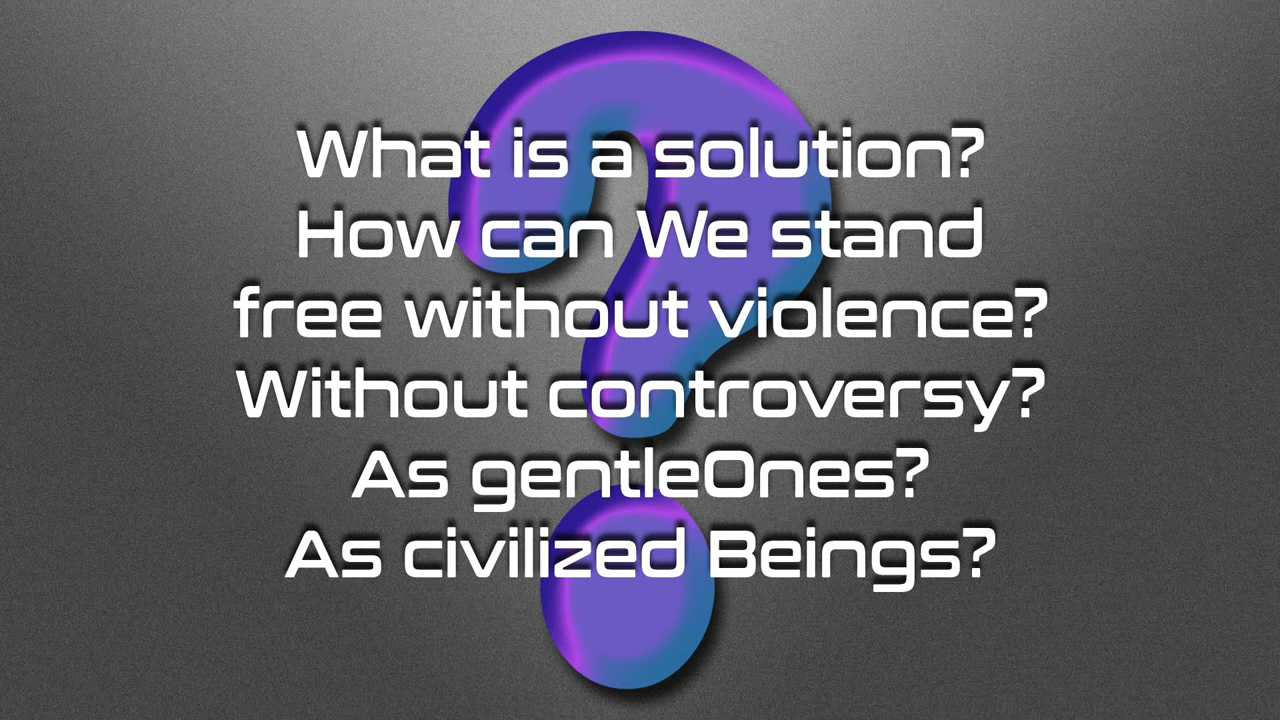 What is a solution?
How can We stand
free without violence?
Without controversy?
As gentleOnes?
As civilized Beings?